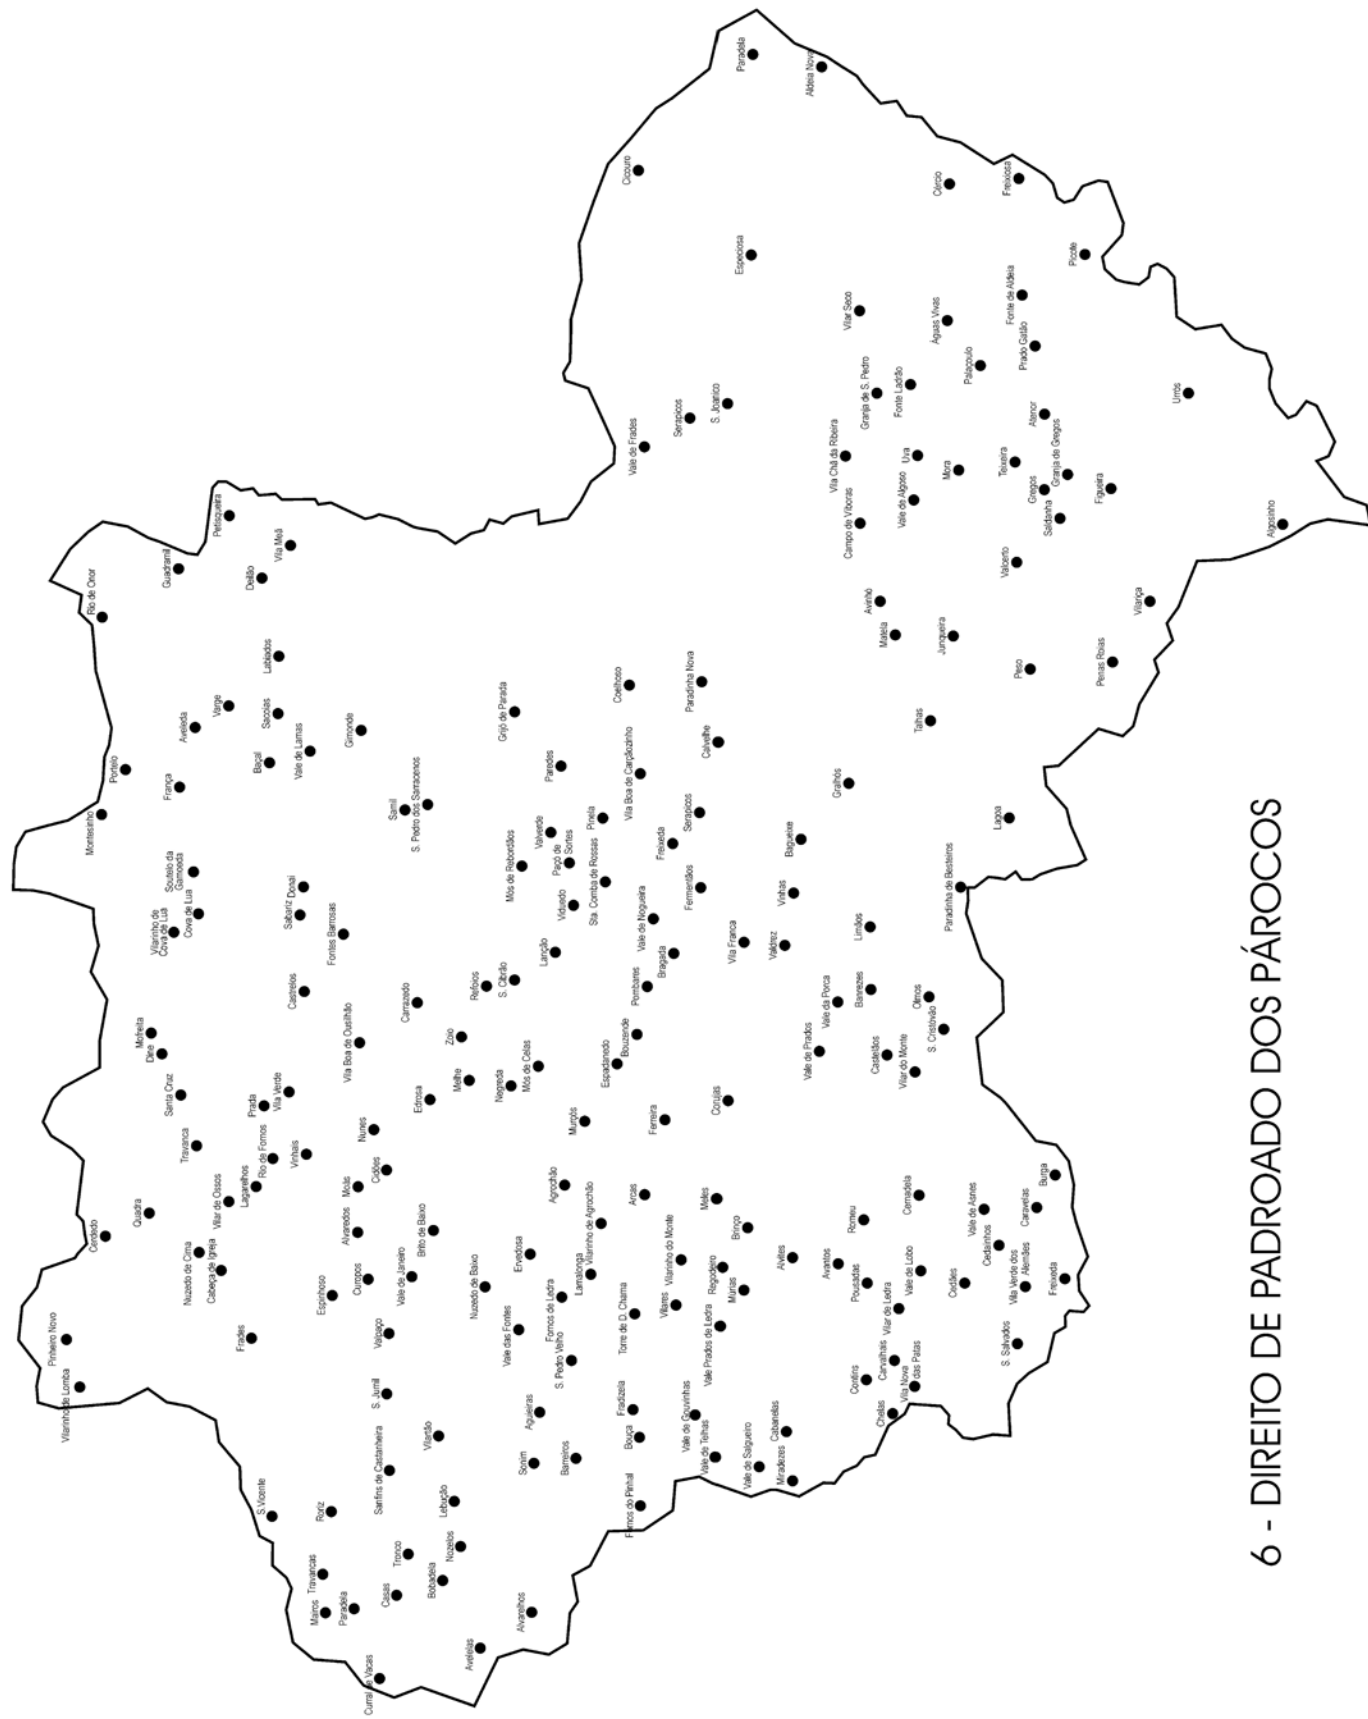 Paradela
Aldeia Nova
Cicouro
Cércio
Freixiosa
Especiosa
Picote
Vilar Seco
Águas Vivas
Fonte de Aldeia
Prado Gatão
Palaçoulo
Granja de S. Pedro
Fonte Ladrão
Urrós
Atenor
S. Joanico
Serapicos
Vale de Frades
Vila Chã da Ribeira
Uva
Mora
Teixeira
Granja de Gregos
Gregos
Figueira
Campo de Víboras
Vale de Algoso
Saldanha
Algosinho
Petisqueira
Vila Meã
Guadramil
Deilão
Rio de Onor
Valcerto
Avinhó
Matela
Junqueira
Vilariça
Peso
Penas Roias
Labiados
Varge
Sacoias
Aveleda
Gimonde
Baçal
Vale de Lamas
Portelo
França
Montesinho
Grijó de Parada
Coelhoso
Paradinha Nova
Calvelhe
Talhas
Paredes
Vila Boa de Carçãozinho
Gralhós
Samil
S. Pedro dos Sarracenos
Lagoa
Valverde
Pinela
Serapicos
Mós de Rebordãos
Paçó de
Sortes
Freixeda
Bagueixe
Soutelo da
Gamoeda
Donai
Sabariz
Sta. Comba de Rossas
Fermentãos
Vinhas
Paradinha de Besteiros
Vilarinho de
Cova de Lua
Cova de Lua
Fontes Barrosas
Viduedo
Vale de Nogueira
Limãos
Lanção
Bragada
Vila Franca
Valdrez
Castrelos
Carrazedo
Refoios
S. Cibrão
Pombares
Vale da Porca
Banrezes
Olmos
Mofreita
Dine
Vila Boa de Ousilhão
Zoio
Bouzende
Espadanedo
Vale de Prados
Castelãos
S. Cristóvão
Vilar do Monte
Santa Cruz
Prada
Vila Verde
Edrosa
Melhe
Negreda
Mós de Celas
Murçós
Ferreira
Corujas
Travanca
Rio de Fornos
Vinhais
Nunes
Lagarelhos
Vilar de Ossos
Quadra
Cerdedo
Moás
Cidões
Alvaredos
Brito de Baixo
Agrochão
Vilarinho de Agrochão
Arcas
Meles
Brinço
Romeu
Cernadela
Vale de Asnes
Caravelas
Burga
Nuzedo de Cima
Cabeça de Igreja
Espinhoso
Curopos
Vale de Janeiro
Nuzedo de Baixo
Ervedosa
Lamalonga
Fornos de Ledra
Vilarinho do Monte
Regodeiro
Múrias
Alvites
Avantos
Pousadas
Vale de Lobo
Cedainhos
Cedães
Vila Verde dos
Alemães
Freixeda
Vilares
Torre de D. Chama
Vale Prados de Ledra
Vilar de Ledra
S. Salvados
Pinheiro Novo
Frades
Valpaço
Vale das Fontes
S. Pedro Velho
Vilarinho de Lomba
S. Jumil
Aguieiras
Fradizela
Vale de Gouvinhas
Contins
Carvalhais
Vila Nova
das Patas
Chelas
Cabanelas
Vilartão
Sonim
Barreiros
Bouça
Vale de Telhas
Vale de Salgueiro
Miradezes
Fornos do Pinhal
Sanfins de Castanheira
Lebução
Roriz
S.Vicente
Nozelos
Tronco
Bobadela
Casas
Travancas
Mairos
Paradela
Alvarelhos
Avelelas
Curral de Vacas
6 - DIREITO DE PADROADO DOS PÁROCOS